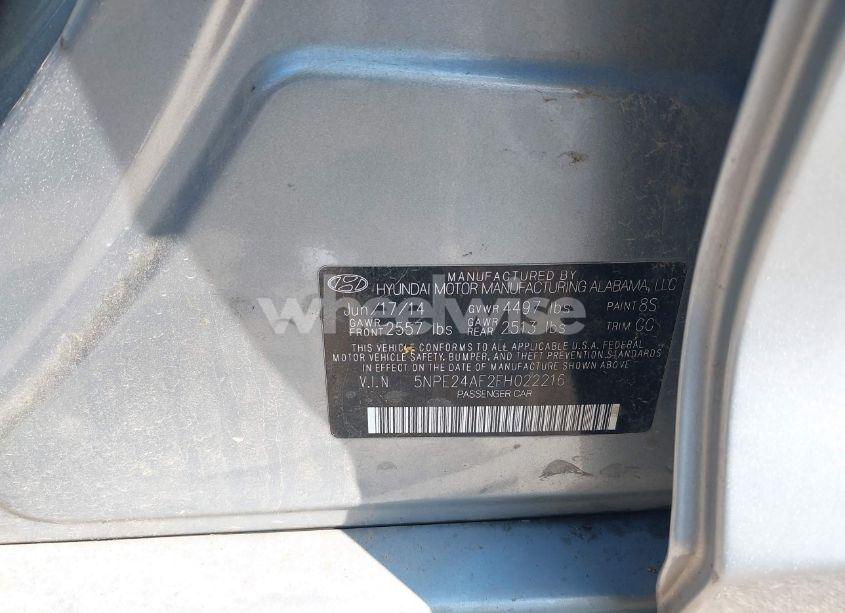 MANUFACTURED BY
HYUNDAI MOTOR MANUFACTURING ALABAMA, LLC
Jun/17/14 GVWR 4497 lbs PAINT 8S
GAWR FRONT 2557 lbs GAWR REAR 2513 lbs TRIM GC
THIS VEHICLE CONFORMS TO ALL APPLICABLE U.S.A. FEDERAL
MOTOR VEHICLE SAFETY, BUMPER, AND THEFT PREVENTION STANDARDS
IN EFFECT ON THE DATE OF MANUFACTURE SHOWN ABOVE
V.I.N 5NPE24AF2FH022216
PASSENGER CAR
wheelwise